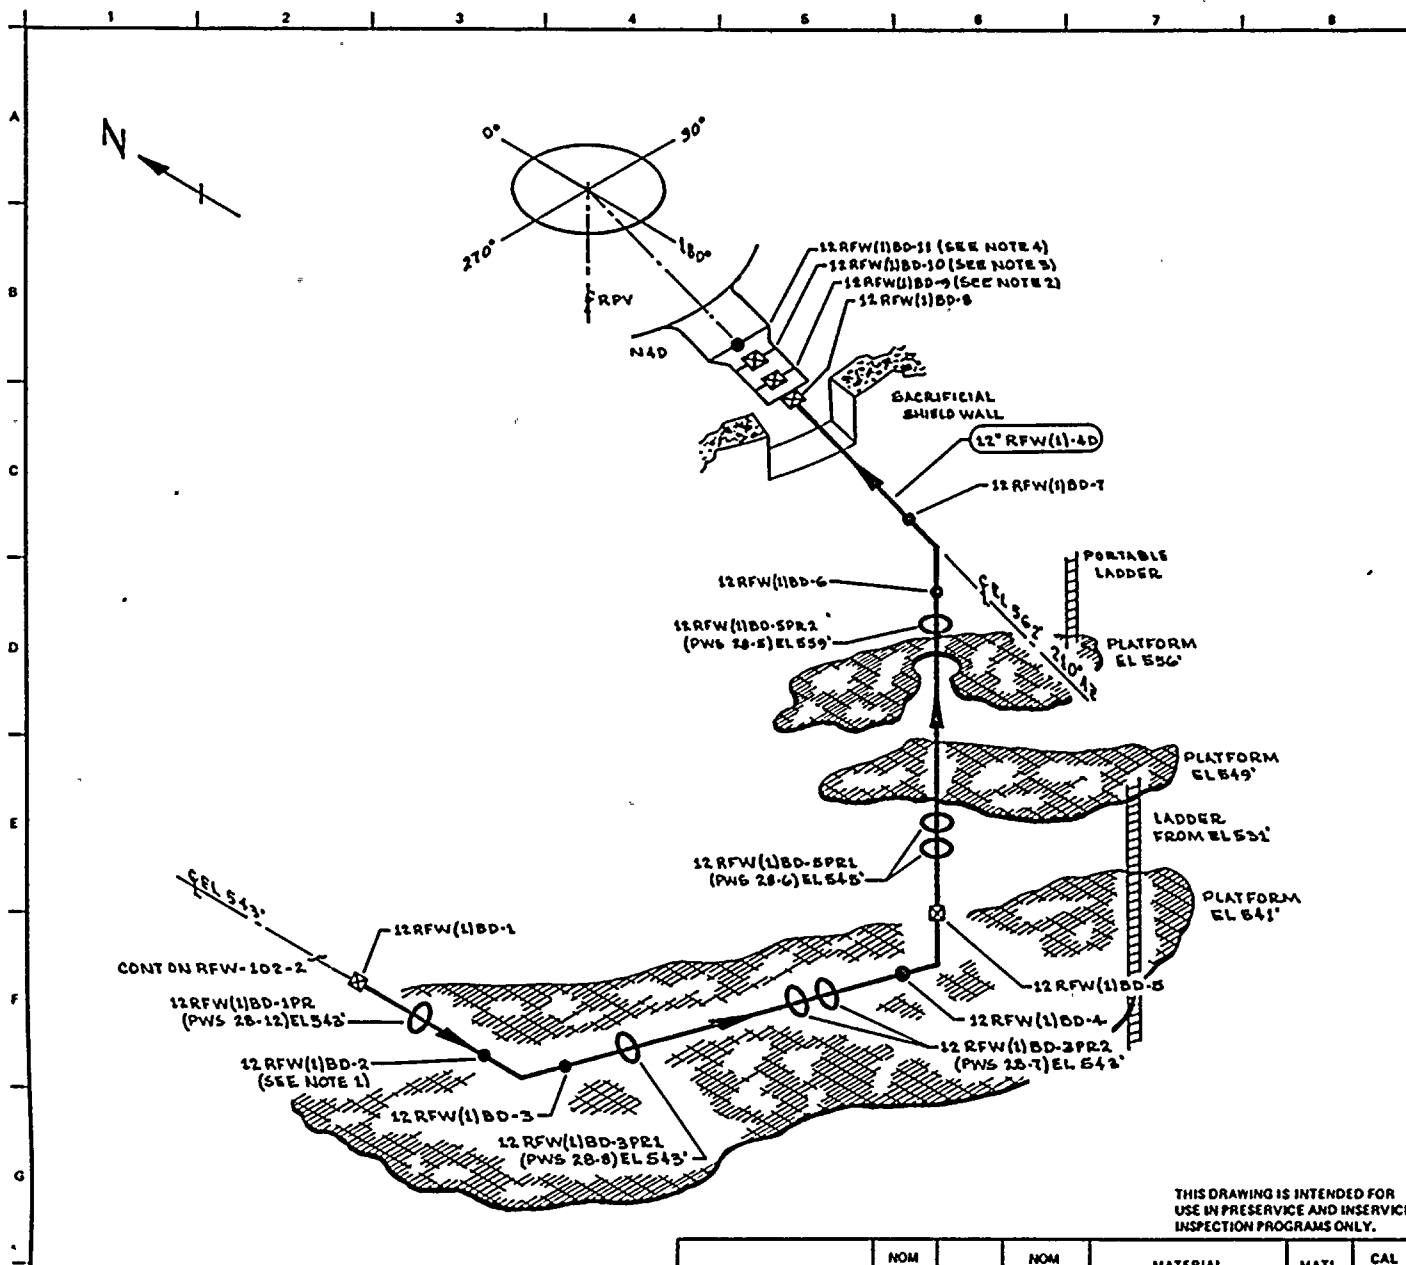 1 2 3 4 5 6 7 8
A
N
0°
90°
270°
180°
℄ RPV
B
12RFW(1)BD-11 (SEE NOTE 4)
12RFW(1)BD-10 (SEE NOTE 3)
12RFW(1)BD-9 (SEE NOTE 2)
12RFW(1)BD-8
N4D
SACRIFICIAL
SHIELD WALL
12" RFW(1)-4D
C
12RFW(1)BD-7
PORTABLE
LADDER
12RFW(1)BD-6
℄ EL 562'
210° AZ
12RFW(1)BD-5PR2
(PWS 28-5) EL 559'
D
PLATFORM
EL 556'
PLATFORM
EL 549'
E
LADDER
FROM EL 531'
12RFW(1)BD-5PR1
(PWS 28-6) EL 545'
PLATFORM
EL 541'
℄ EL 543'
12RFW(1)BD-1
CONT ON RFW-102-2
F
12RFW(1)BD-5
12RFW(1)BD-1PR
(PWS 28-12) EL 543'
12RFW(1)BD-4
12RFW(1)BD-3PR2
(PWS 28-7) EL 543'
12RFW(1)BD-2
(SEE NOTE 1)
12RFW(1)BD-3
12RFW(1)BD-3PR1
(PWS 28-8) EL 543'
G
THIS DRAWING IS INTENDED FOR
USE IN PRESERVICE AND INSERVICE
INSPECTION PROGRAMS ONLY.
NOM NOM MATERIAL MATL CAL